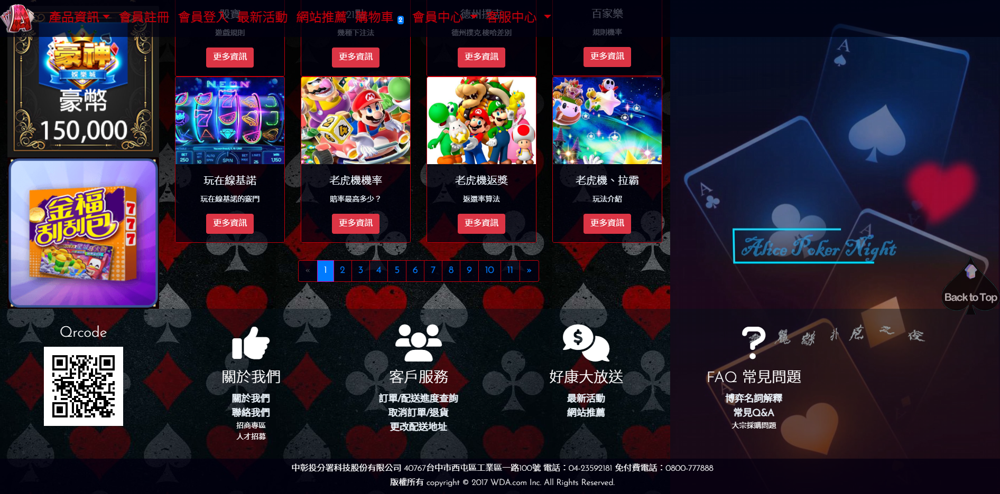 產品資訊 會員註冊 會員登入 最新活動 網站推薦 購物車 2 會員中心 客服中心
骰寶 21點 德州撲克 百家樂
遊戲規則 幾種下注法 德州撲克梭哈差別 規則機率
更多資訊 更多資訊 更多資訊 更多資訊
豪神
娛樂城
豪幣
150,000
NEON
BET 250 LINE BET 10 AUTO SPIN SPIN BET MAX LINES 25 WIN 1,150
玩在線基諾 老虎機機率 老虎機返獎 老虎機、拉霸
玩在線基諾的竅門 賠率最高多少？ 返還率算法 玩法介紹
更多資訊 更多資訊 更多資訊 更多資訊
金福
刮刮包
777
« 1 2 3 4 5 6 7 8 9 10 11 »
Alice Poker Night
Back to Top
Qrcode
關於我們 客戶服務 好康大放送 FAQ 常見問題
關於我們 訂單/配送進度查詢 最新活動 博弈名詞解釋
聯絡我們 取消訂單/退貨 網站推薦 常見Q&A
招商專區 更改配送地址 大宗採購問題
人才招募
中彰投分署科技股份有限公司 40767台中市西屯區工業區一路100號 電話：04-23592181 免付費電話：0800-777888
版權所有 copyright © 2017 WDA.com Inc. All Rights Reserved.